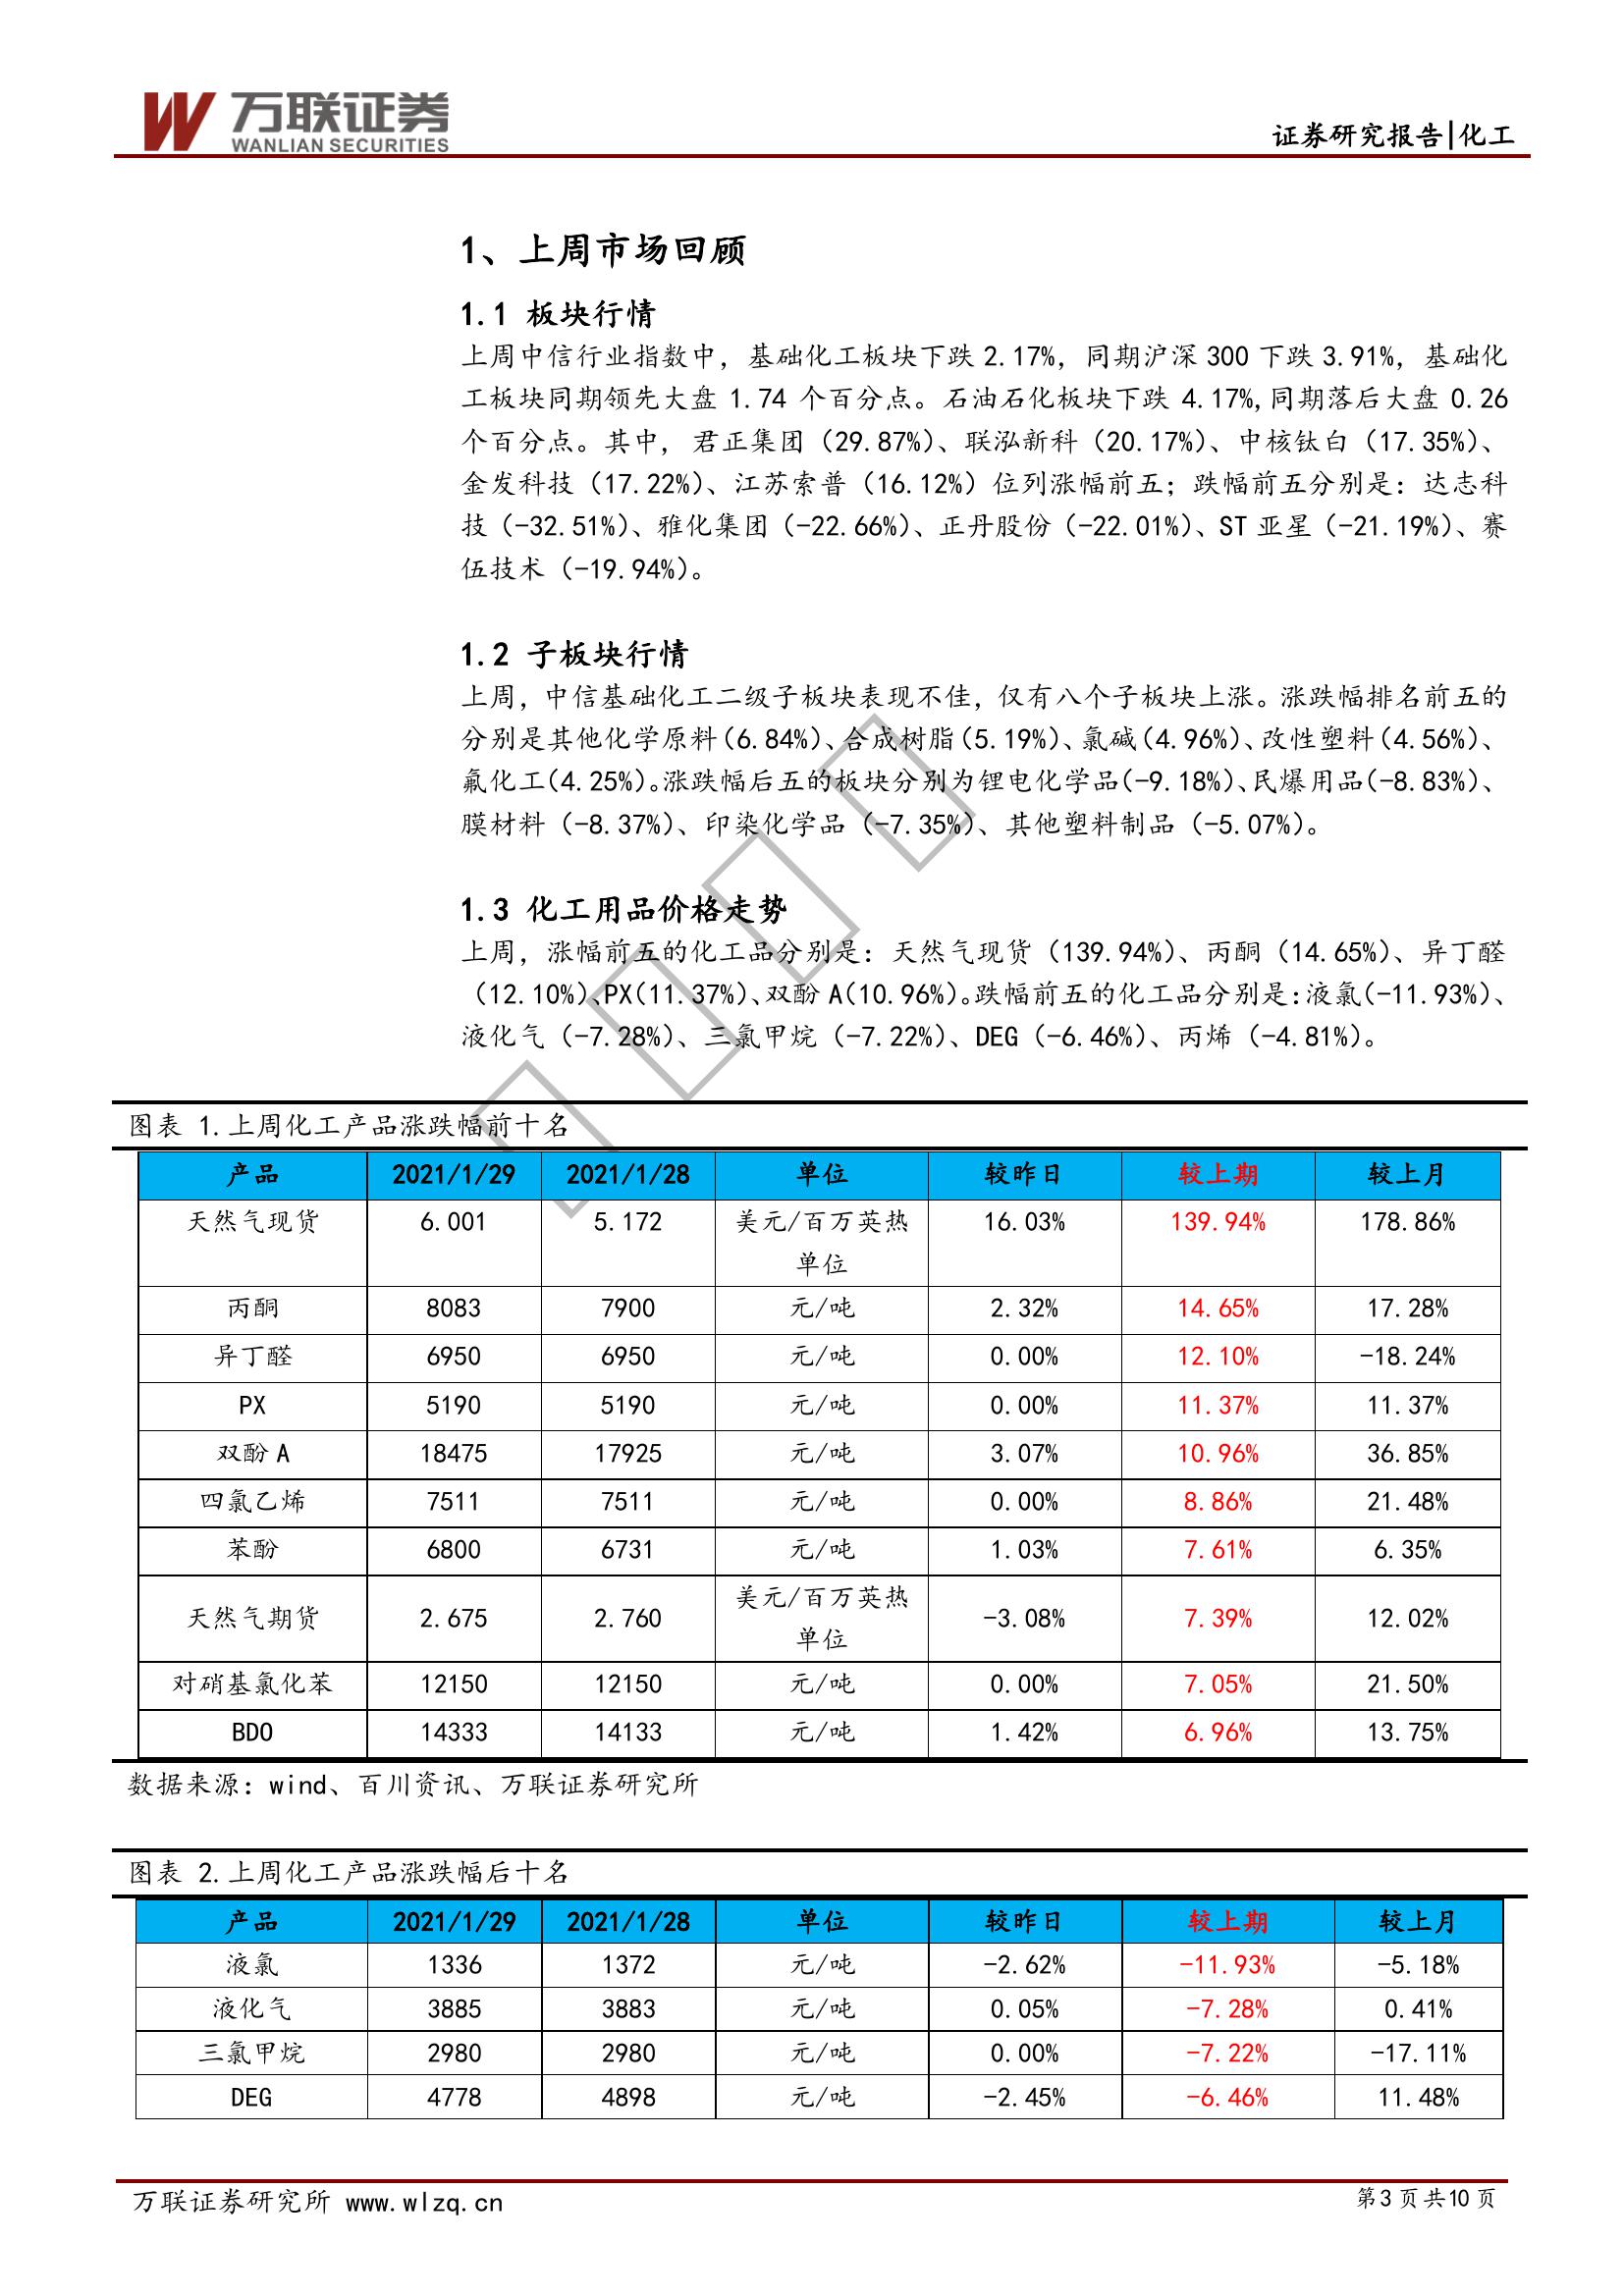 万联证券
WANLIAN SECURITIES
证券研究报告|化工
1、上周市场回顾
1.1 板块行情
上周中信行业指数中，基础化工板块下跌 2.17%，同期沪深 300 下跌 3.91%，基础化
工板块同期领先大盘 1.74 个百分点。石油石化板块下跌 4.17%,同期落后大盘 0.26
个百分点。其中，君正集团（29.87%）、联泓新科（20.17%）、中核钛白（17.35%）、
金发科技（17.22%）、江苏索普（16.12%）位列涨幅前五；跌幅前五分别是：达志科
技（-32.51%）、雅化集团（-22.66%）、正丹股份（-22.01%）、ST 亚星（-21.19%）、赛
伍技术（-19.94%）。
1.2 子板块行情
上周，中信基础化工二级子板块表现不佳，仅有八个子板块上涨。涨跌幅排名前五的
分别是其他化学原料(6.84%)、合成树脂(5.19%)、氯碱(4.96%)、改性塑料(4.56%)、
氟化工(4.25%)。涨跌幅后五的板块分别为锂电化学品(-9.18%)、民爆用品(-8.83%)、
膜材料（-8.37%）、印染化学品（-7.35%）、其他塑料制品（-5.07%）。
1.3 化工用品价格走势
上周，涨幅前五的化工品分别是：天然气现货（139.94%）、丙酮（14.65%）、异丁醛
（12.10%）、PX(11.37%)、双酚 A(10.96%)。跌幅前五的化工品分别是：液氯(-11.93%)、
液化气（-7.28%）、三氯甲烷（-7.22%）、DEG（-6.46%）、丙烯（-4.81%）。
图表 1.上周化工产品涨跌幅前十名
产品 2021/1/29 2021/1/28 单位 较昨日 较上期 较上月
天然气现货 6.001 5.172 美元/百万英热 16.03% 139.94% 178.86%
单位
丙酮 8083 7900 元/吨 2.32% 14.65% 17.28%
异丁醛 6950 6950 元/吨 0.00% 12.10% -18.24%
PX 5190 5190 元/吨 0.00% 11.37% 11.37%
双酚 A 18475 17925 元/吨 3.07% 10.96% 36.85%
四氯乙烯 7511 7511 元/吨 0.00% 8.86% 21.48%
苯酚 6800 6731 元/吨 1.03% 7.61% 6.35%
天然气期货 2.675 2.760 美元/百万英热 -3.08% 7.39% 12.02%
单位
对硝基氯化苯 12150 12150 元/吨 0.00% 7.05% 21.50%
BDO 14333 14133 元/吨 1.42% 6.96% 13.75%
数据来源：wind、百川资讯、万联证券研究所
图表 2.上周化工产品涨跌幅后十名
产品 2021/1/29 2021/1/28 单位 较昨日 较上期 较上月
液氯 1336 1372 元/吨 -2.62% -11.93% -5.18%
液化气 3885 3883 元/吨 0.05% -7.28% 0.41%
三氯甲烷 2980 2980 元/吨 0.00% -7.22% -17.11%
DEG 4778 4898 元/吨 -2.45% -6.46% 11.48%
万联证券研究所 www.wlzq.cn
第 3 页 共 10 页